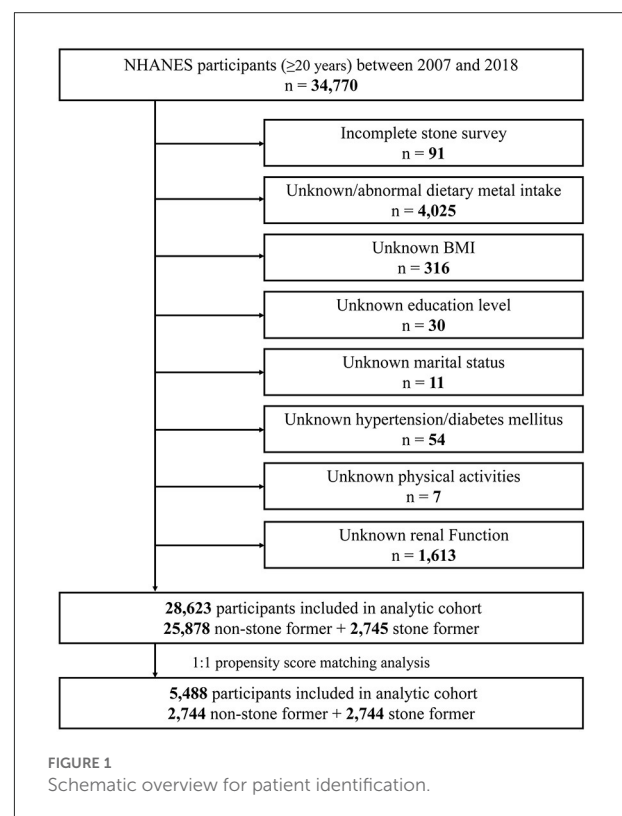 NHANES participants (≥20 years) between 2007 and 2018
n = 34,770
Incomplete stone survey
n = 91
Unknown/abnormal dietary metal intake
n = 4,025
Unknown BMI
n = 316
Unknown education level
n = 30
Unknown marital status
n = 11
Unknown hypertension/diabetes mellitus
n = 54
Unknown physical activities
n = 7
Unknown renal Function
n = 1,613
28,623 participants included in analytic cohort
25,878 non-stone former + 2,745 stone former
1:1 propensity score matching analysis
5,488 participants included in analytic cohort
2,744 non-stone former + 2,744 stone former
FIGURE 1
Schematic overview for patient identification.